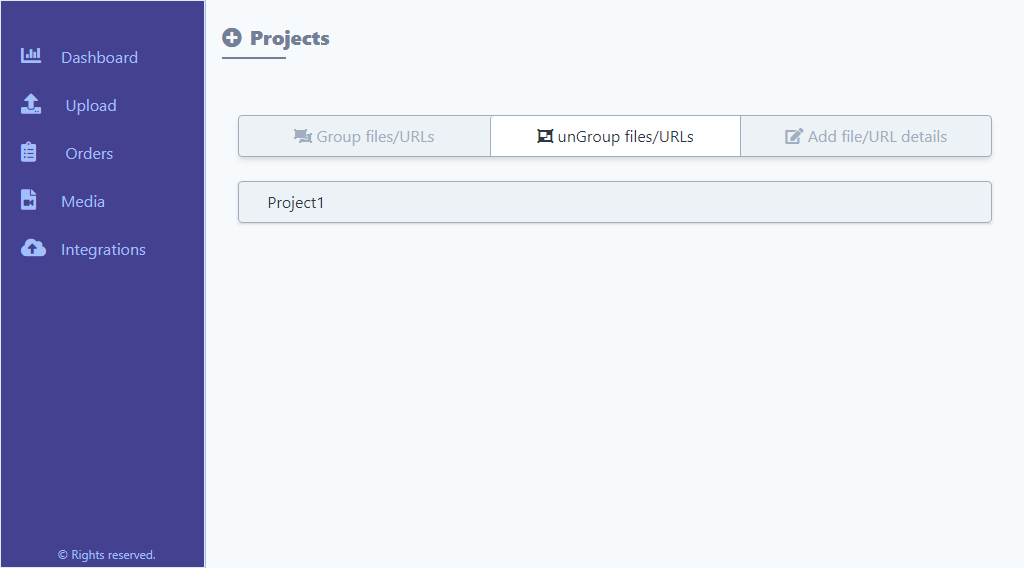 Dashboard
Upload
Orders
Media
Integrations
© Rights reserved.
Projects
Group files/URLs
unGroup files/URLs
Add file/URL details
Project1